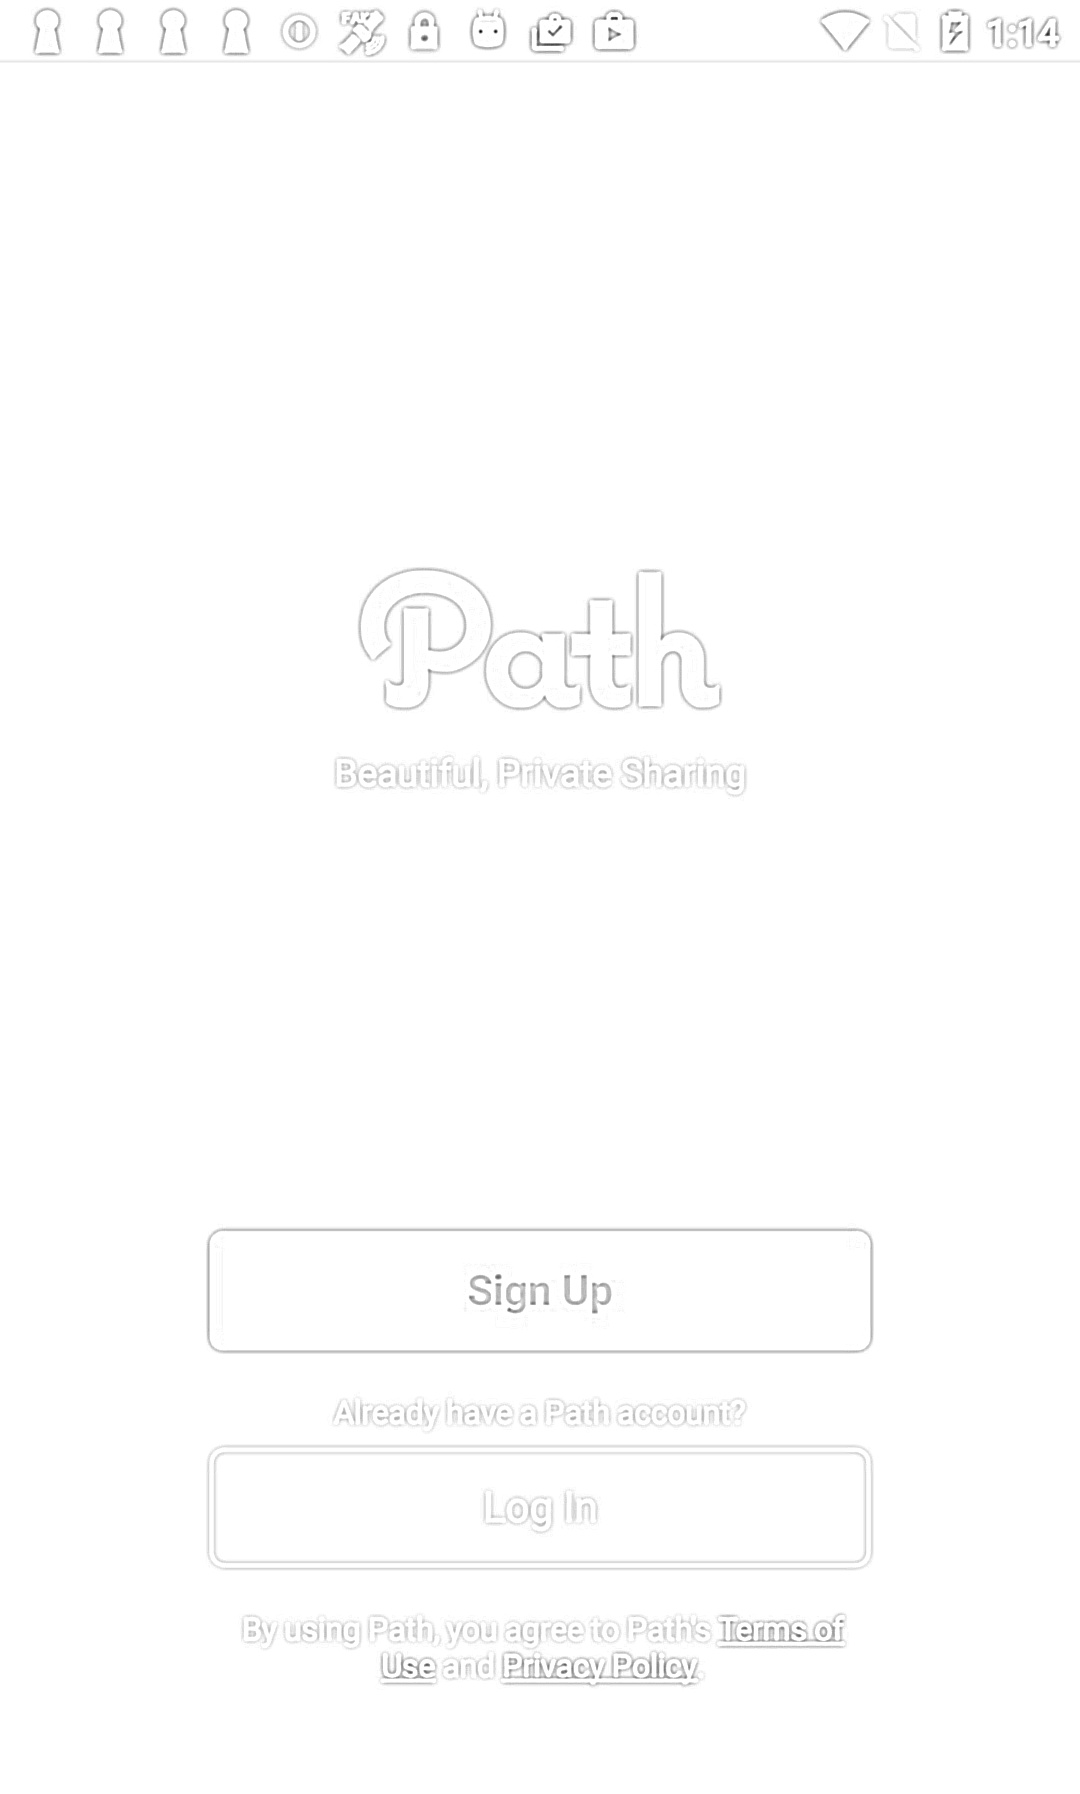 FAV
1:14
Path
Beautiful, Private Sharing
Sign Up
Already have a Path account?
Log In
By using Path, you agree to Path's Terms of
Use and Privacy Policy.